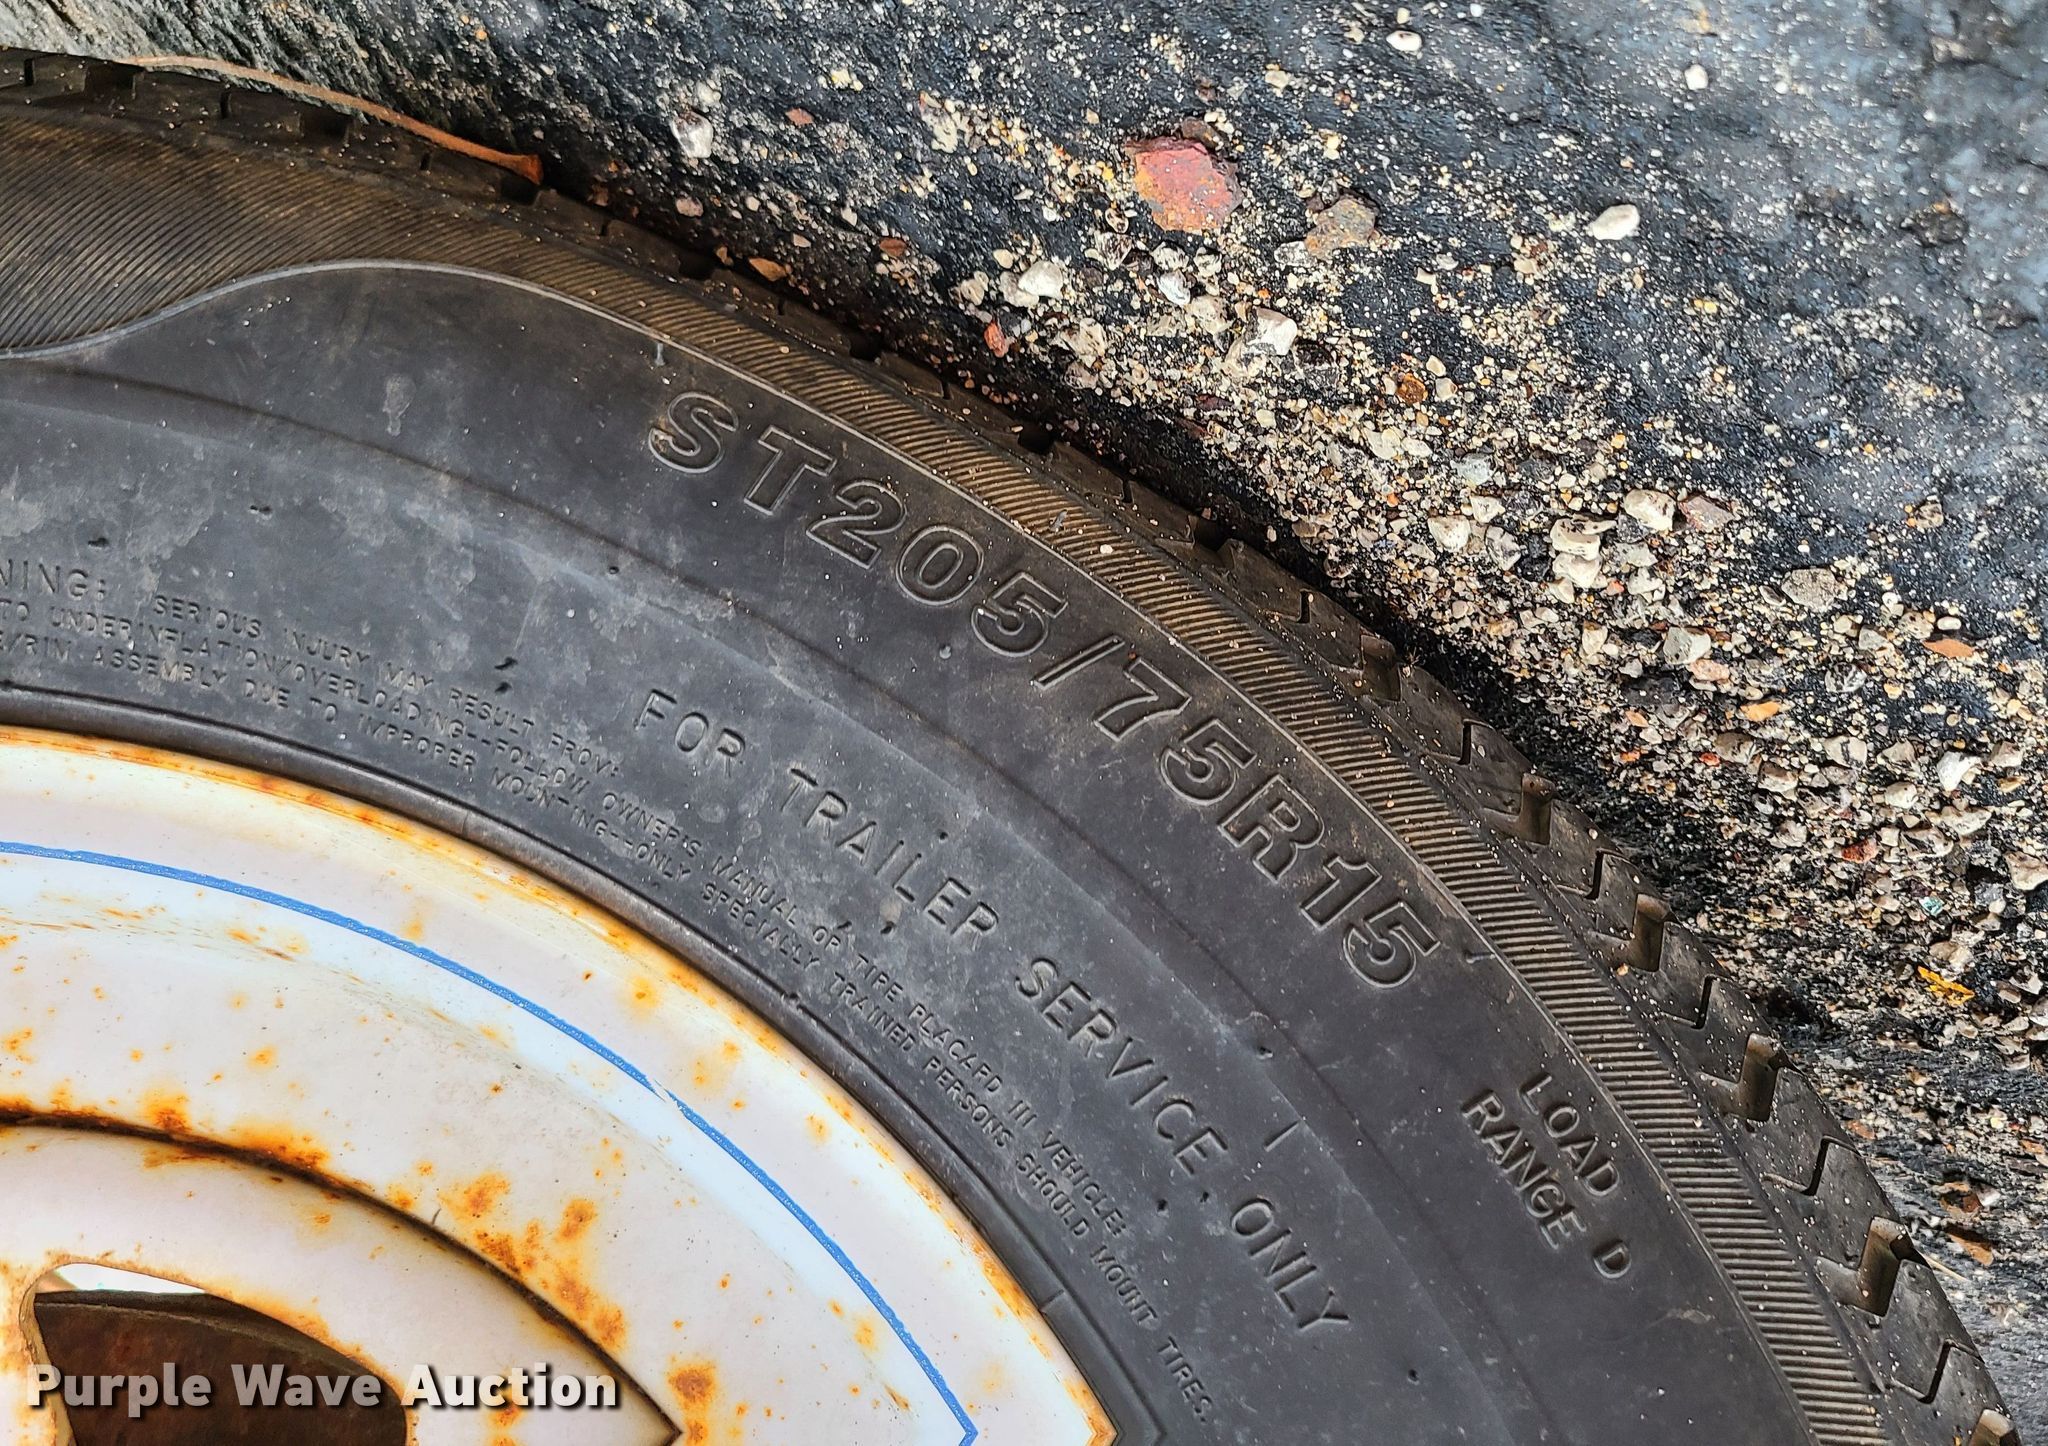 ST205/75R15
LOAD
RANGE D
FOR TRAILER SERVICE ONLY
NING: SERIOUS INJURY MAY RESULT FROM:
TO UNDERINFLATION/OVERLOADING--FOLLOW OWNER'S MANUAL OR TIRE PLACARD IN VEHICLE:
E/RIM ASSEMBLY DUE TO IMPROPER MOUNTING--ONLY SPECIALLY TRAINED PERSONS SHOULD MOUNT TIRES.
Purple Wave Auction